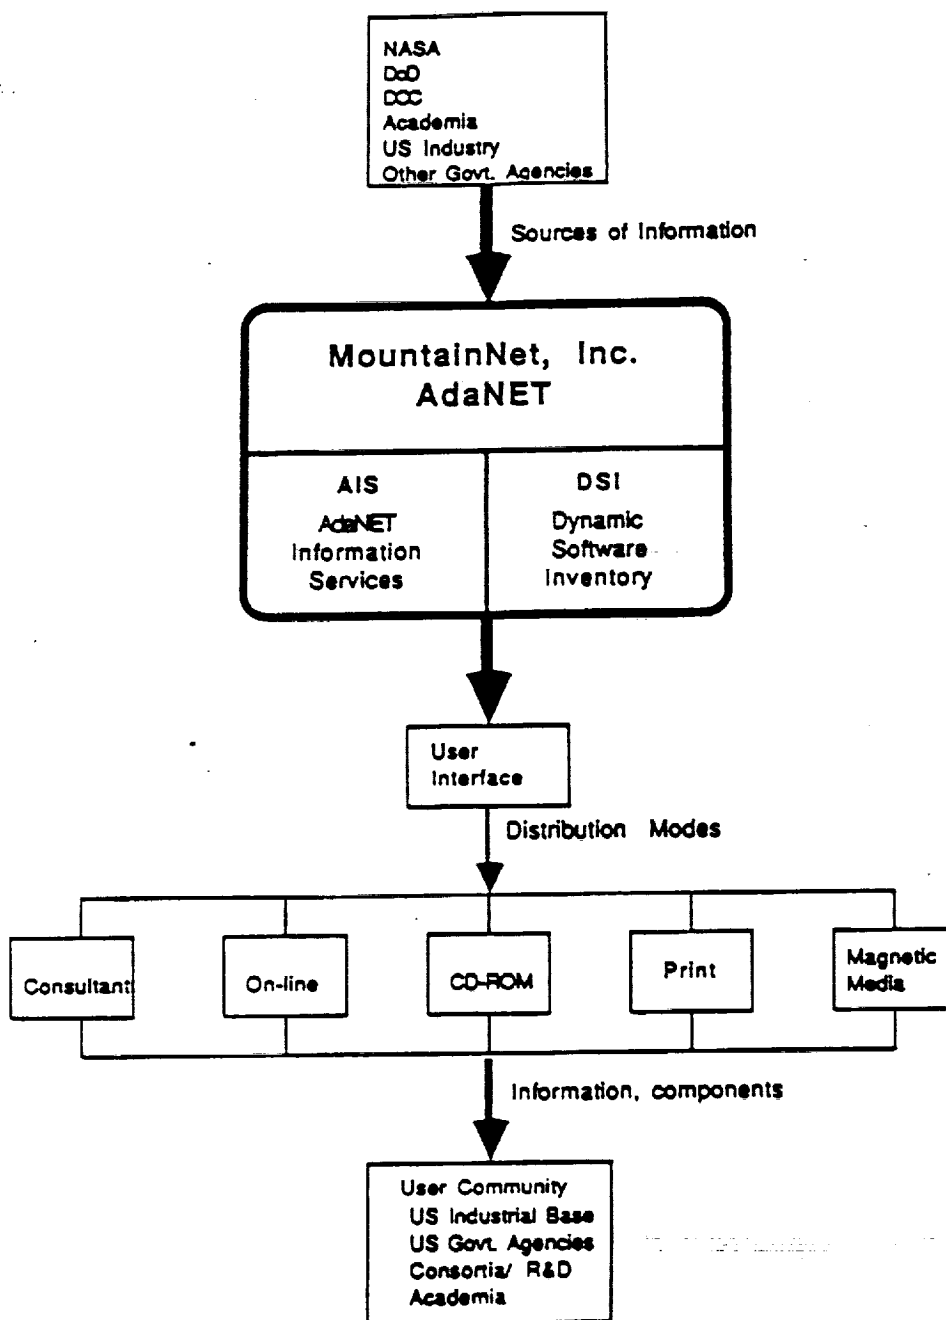 NASA
DoD
DOC
Academia
US Industry
Other Govt. Agencies
Sources of Information
MountainNet, Inc.
AdaNET
AIS
AdaNET
Information
Services
DSI
Dynamic
Software
Inventory
User
Interface
Distribution Modes
Consultant
On-line
CD-ROM
Print
Magnetic
Media
Information, components
User Community
US Industrial Base
US Govt. Agencies
Consortia/ R&D
Academia